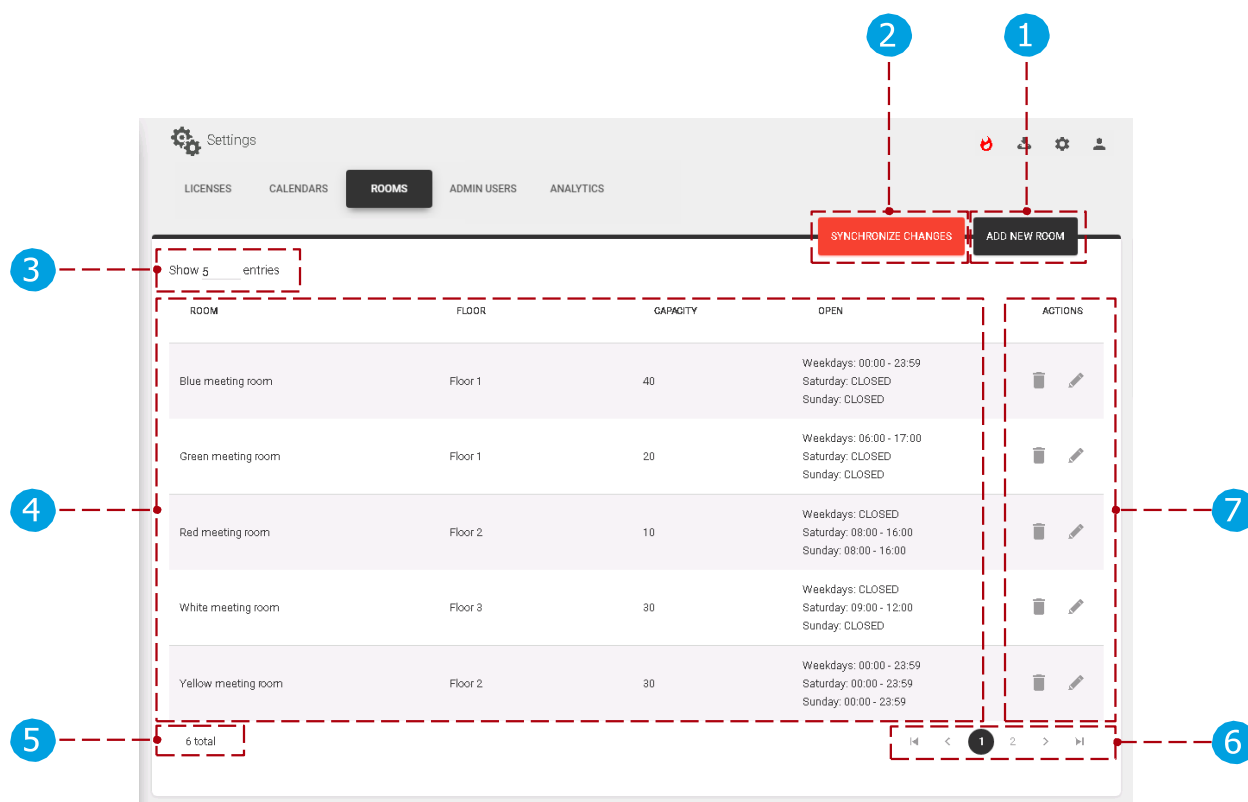 2 1
Settings
LICENSES CALENDARS ROOMS ADMIN USERS ANALYTICS
SYNCHRONIZE CHANGES ADD NEW ROOM
3
Show 5 entries
ROOM FLOOR CAPACITY OPEN ACTIONS
Weekdays: 00:00 - 23:59
Blue meeting room Floor 1 40 Saturday: CLOSED
Sunday: CLOSED
Weekdays: 06:00 - 17:00
Green meeting room Floor 1 20 Saturday: CLOSED
Sunday: CLOSED
4 7
Weekdays: CLOSED
Red meeting room Floor 2 10 Saturday: 08:00 - 16:00
Sunday: 08:00 - 16:00
Weekdays: CLOSED
White meeting room Floor 3 30 Saturday: 09:00 - 12:00
Sunday: CLOSED
Weekdays: 00:00 - 23:59
Yellow meeting room Floor 2 30 Saturday: 00:00 - 23:59
Sunday: 00:00 - 23:59
5 6 total 1 2 6